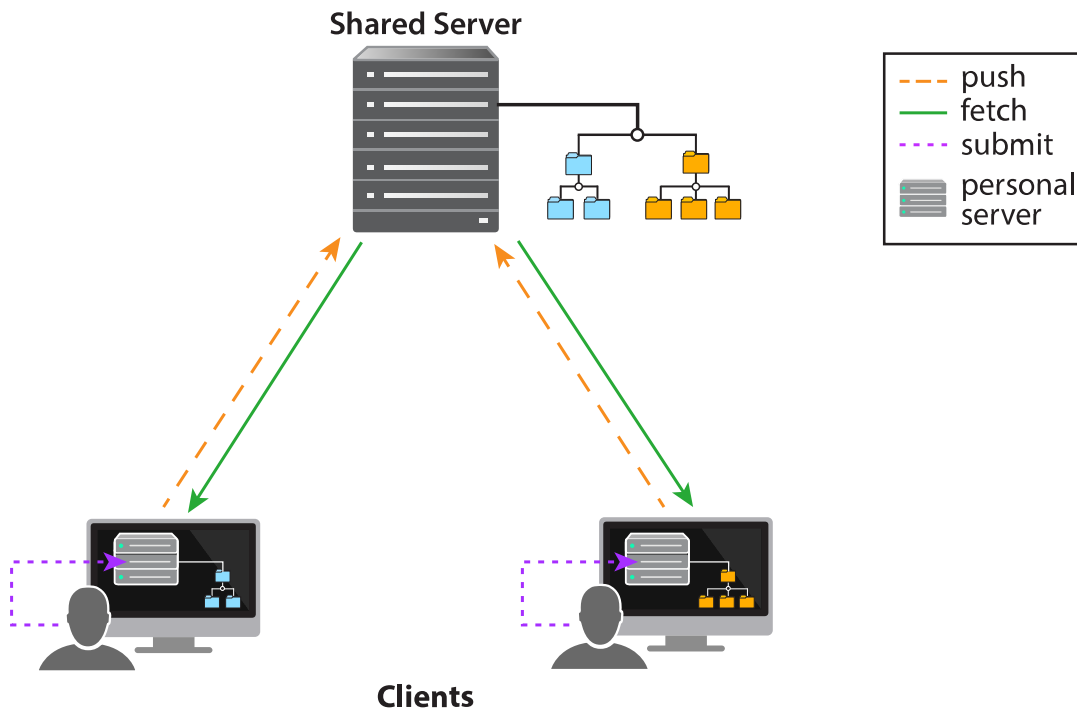 Shared Server
push
fetch
submit
personal
server
Clients